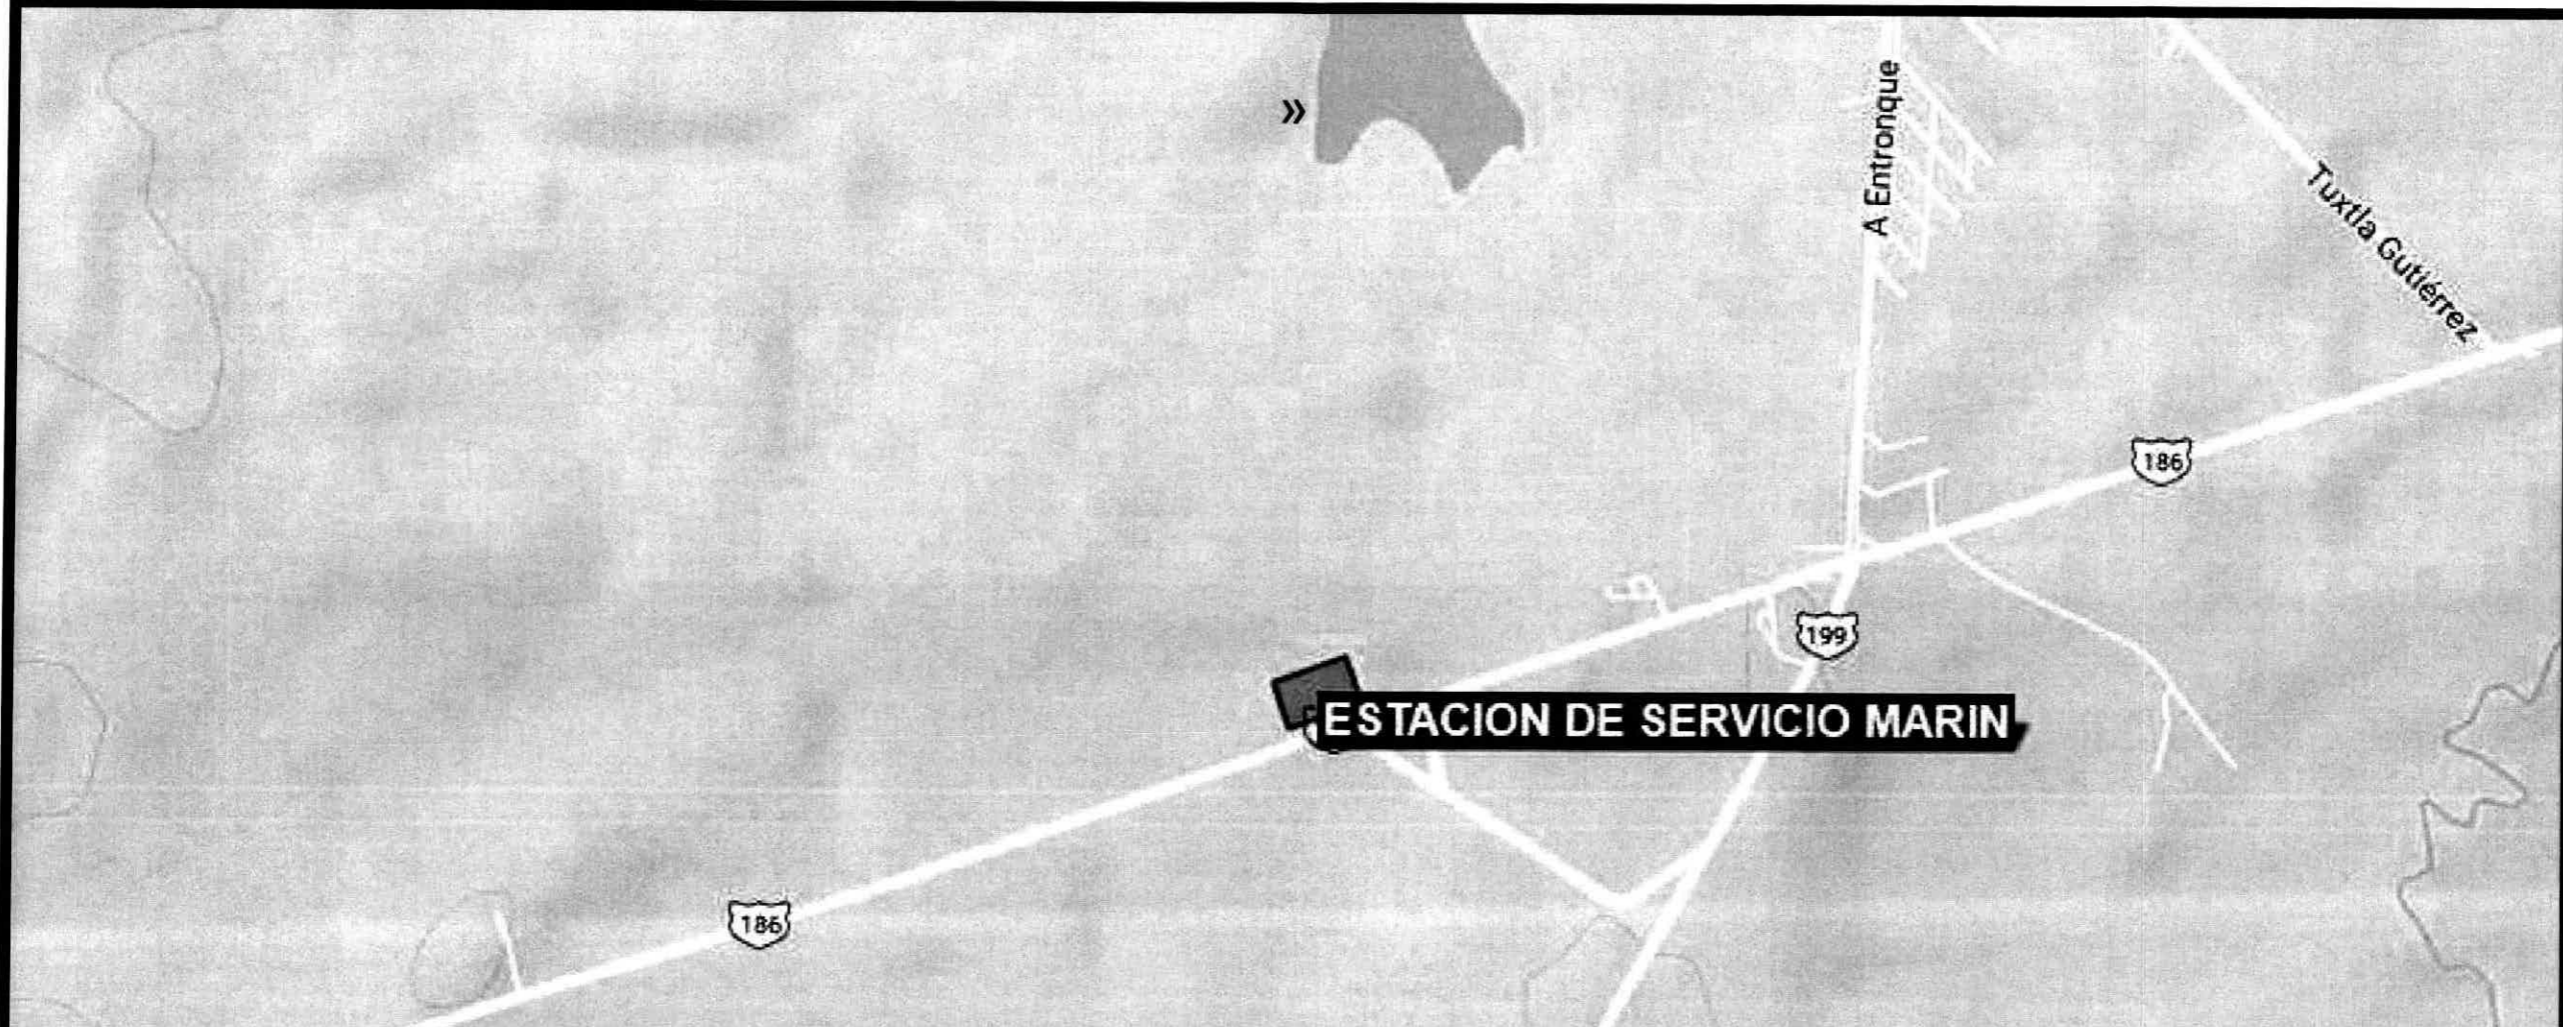 »
A Entronque
Tuxtla Gutiérrez
186
199
ESTACION DE SERVICIO MARIN
186